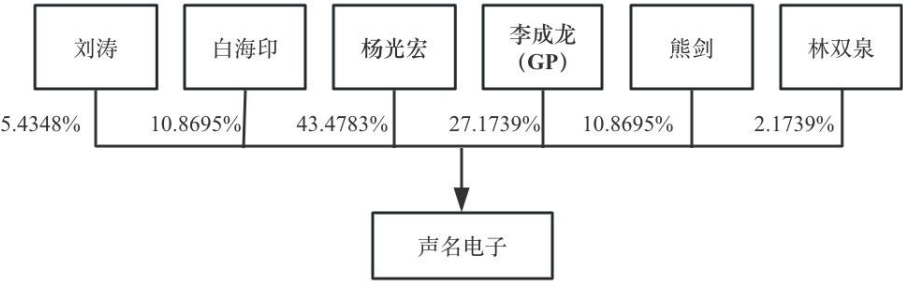 刘涛
白海印
杨光宏
李成龙
（GP）
熊剑
林双泉
5.4348%
10.8695%
43.4783%
27.1739%
10.8695%
2.1739%
声名电子